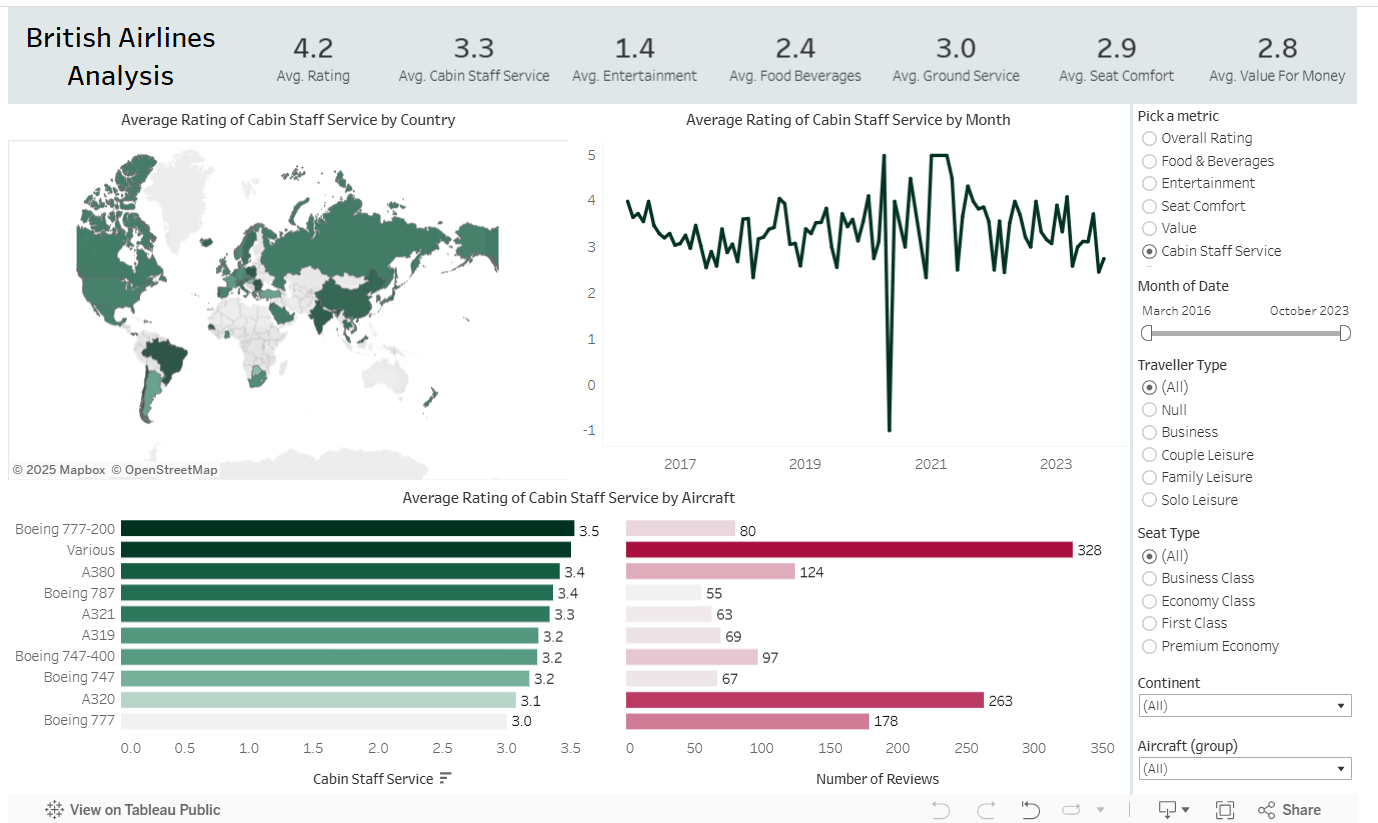 British Airlines
Analysis
4.2
Avg. Rating
3.3
Avg. Cabin Staff Service
1.4
Avg. Entertainment
2.4
Avg. Food Beverages
3.0
Avg. Ground Service
2.9
Avg. Seat Comfort
2.8
Avg. Value For Money
Average Rating of Cabin Staff Service by Country
© 2025 Mapbox © OpenStreetMap
Average Rating of Cabin Staff Service by Month
5
4
3
2
1
0
-1
2017 2019 2021 2023
Average Rating of Cabin Staff Service by Aircraft
Boeing 777-200 3.5 80
Various 328
A380 3.4 124
Boeing 787 3.4 55
A321 3.3 63
A319 3.2 69
Boeing 747-400 3.2 97
Boeing 747 3.2 67
A320 3.1 263
Boeing 777 3.0 178
0.0 0.5 1.0 1.5 2.0 2.5 3.0 3.5
Cabin Staff Service
0 50 100 150 200 250 300 350
Number of Reviews
Pick a metric
Overall Rating
Food & Beverages
Entertainment
Seat Comfort
Value
Cabin Staff Service
Month of Date
March 2016 October 2023
Traveller Type
(All)
Null
Business
Couple Leisure
Family Leisure
Solo Leisure
Seat Type
(All)
Business Class
Economy Class
First Class
Premium Economy
Continent
(All)
Aircraft (group)
(All)
View on Tableau Public
Share